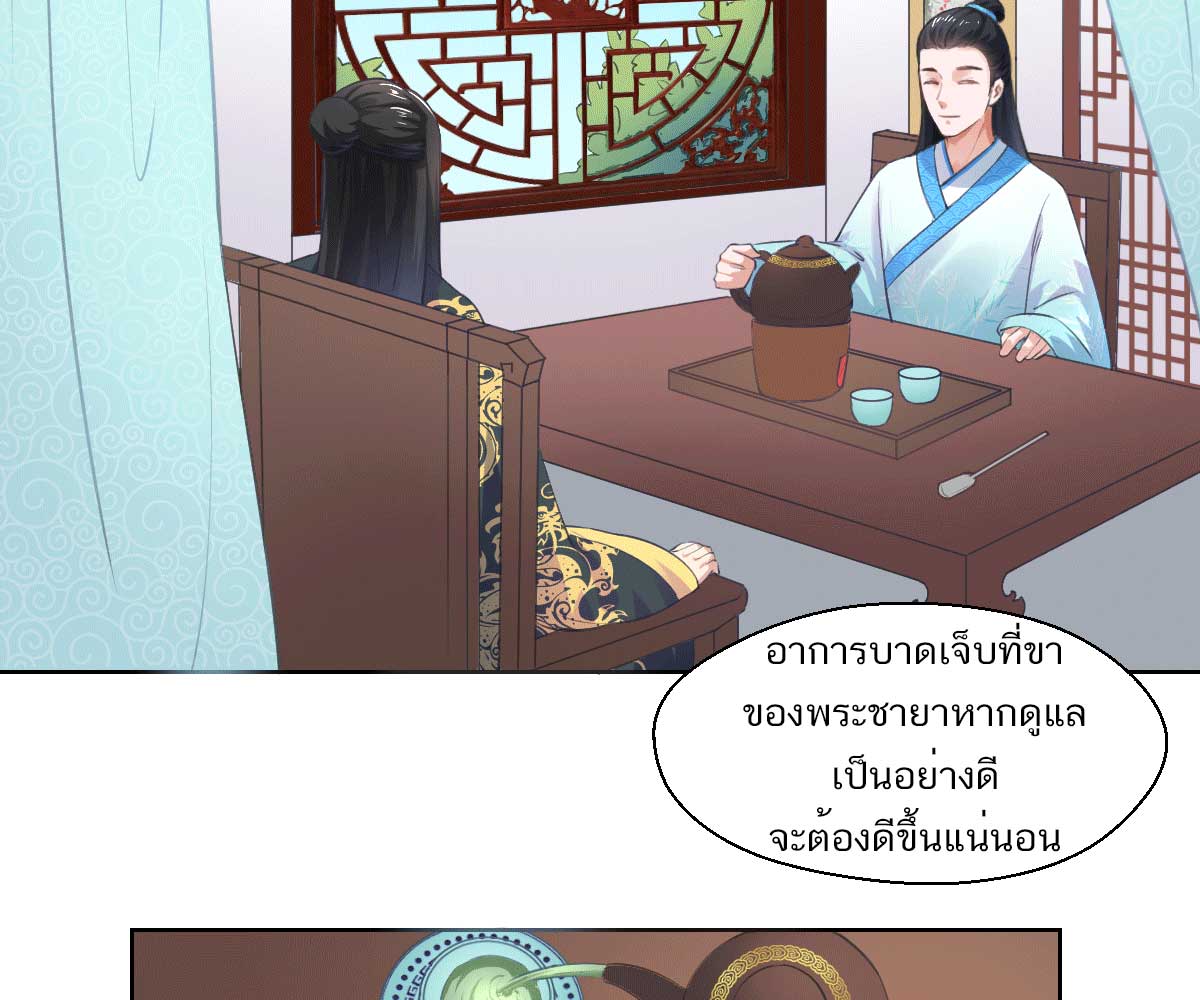 อาการบาดเจ็บที่ขา
ของพระชายาหากดูแล
เป็นอย่างดี
จะต้องดีขึ้นแน่นอน